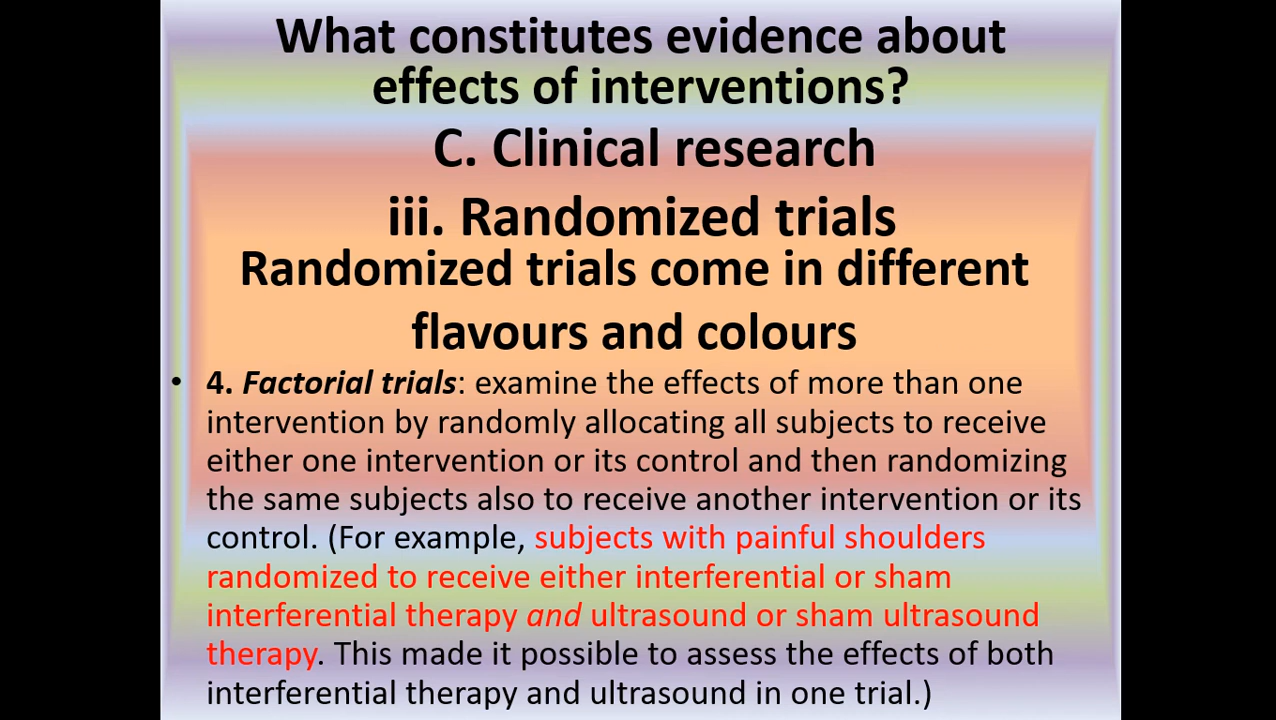 What constitutes evidence about
effects of interventions?
C. Clinical research
iii. Randomized trials
Randomized trials come in different
flavours and colours
• 4. Factorial trials: examine the effects of more than one
intervention by randomly allocating all subjects to receive
either one intervention or its control and then randomizing
the same subjects also to receive another intervention or its
control. (For example, subjects with painful shoulders
randomized to receive either interferential or sham
interferential therapy and ultrasound or sham ultrasound
therapy. This made it possible to assess the effects of both
interferential therapy and ultrasound in one trial.)